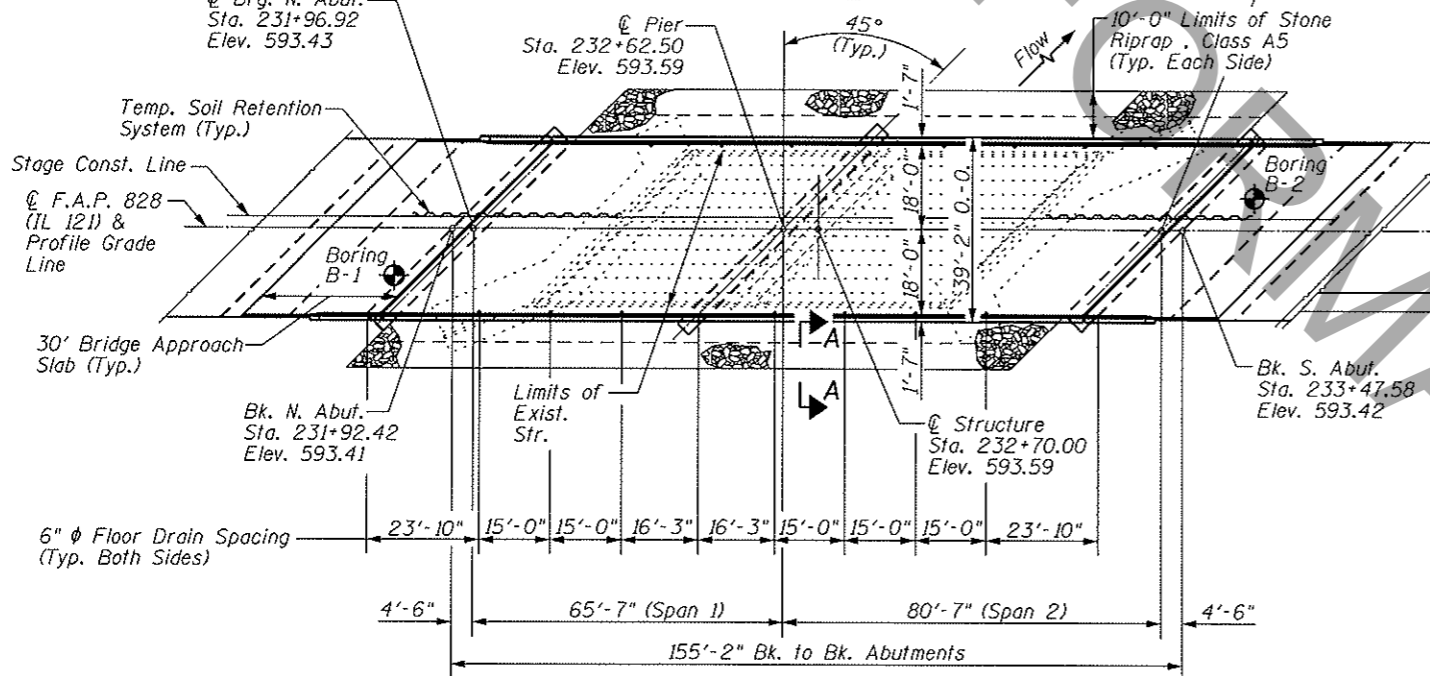 ℄ Brg. N. Abut.
Sta. 231+96.92
Elev. 593.43
℄ Pier
Sta. 232+62.50
Elev. 593.59
45°
(Typ.)
Flow
10'-0" Limits of Stone
Riprap , Class A5
(Typ. Each Side)
Temp. Soil Retention
System (Typ.)
Stage Const. Line
℄ F.A.P. 828
(IL 121) &
Profile Grade
Line
Boring
B-1
1'-7"
18'-0"
18'-0"
39'-2" O.-O.
1'-7"
Boring
B-2
30' Bridge Approach
Slab (Typ.)
A
A
Limits of
Exist.
Str.
Bk. N. Abut.
Sta. 231+92.42
Elev. 593.41
℄ Structure
Sta. 232+70.00
Elev. 593.59
Bk. S. Abut.
Sta. 233+47.58
Elev. 593.42
6" ϕ Floor Drain Spacing
(Typ. Both Sides)
23'-10" 15'-0" 15'-0" 16'-3" 16'-3" 15'-0" 15'-0" 15'-0" 23'-10"
4'-6" 65'-7" (Span 1) 80'-7" (Span 2) 4'-6"
155'-2" Bk. to Bk. Abutments